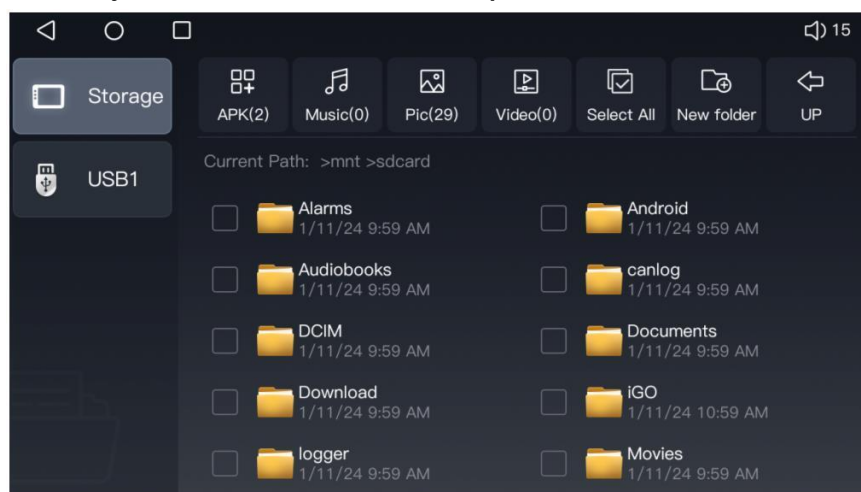 15
Storage
USB1
APK(2)
Music(0)
Pic(29)
Video(0)
Select All
New folder
UP
Current Path: >mnt >sdcard
Alarms
1/11/24 9:59 AM
Android
1/11/24 9:59 AM
Audiobooks
1/11/24 9:59 AM
canlog
1/11/24 9:59 AM
DCIM
1/11/24 9:59 AM
Documents
1/11/24 9:59 AM
Download
1/11/24 9:59 AM
iGO
1/11/24 10:59 AM
logger
1/11/24 9:59 AM
Movies
1/11/24 9:59 AM